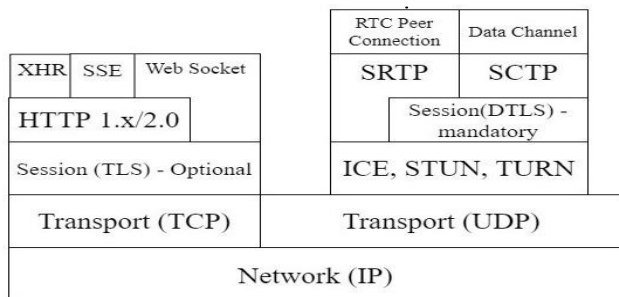 RTC Peer
Connection
Data Channel
XHR
SSE
Web Socket
SRTP
SCTP
HTTP 1.x/2.0
Session(DTLS) -
mandatory
Session (TLS) - Optional
ICE, STUN, TURN
Transport (TCP)
Transport (UDP)
Network (IP)